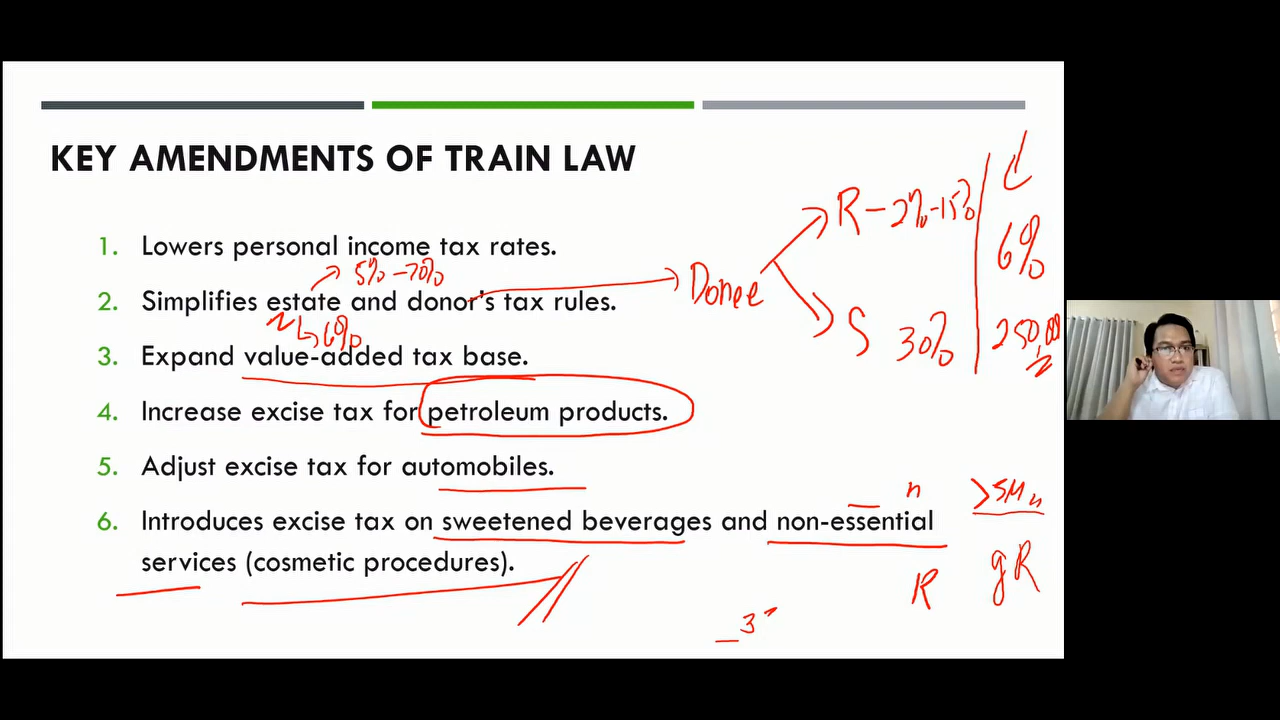 KEY AMENDMENTS OF TRAIN LAW
1. Lowers personal income tax rates.
5% - 70%
2. Simplifies estate and donor's tax rules.
6%
Donee
R - 2% - 15%
S 30%
6%
3. Expand value-added tax base.
4. Increase excise tax for petroleum products.
5. Adjust excise tax for automobiles.
6. Introduces excise tax on sweetened beverages and non-essential
services (cosmetic procedures).
R
gR
3